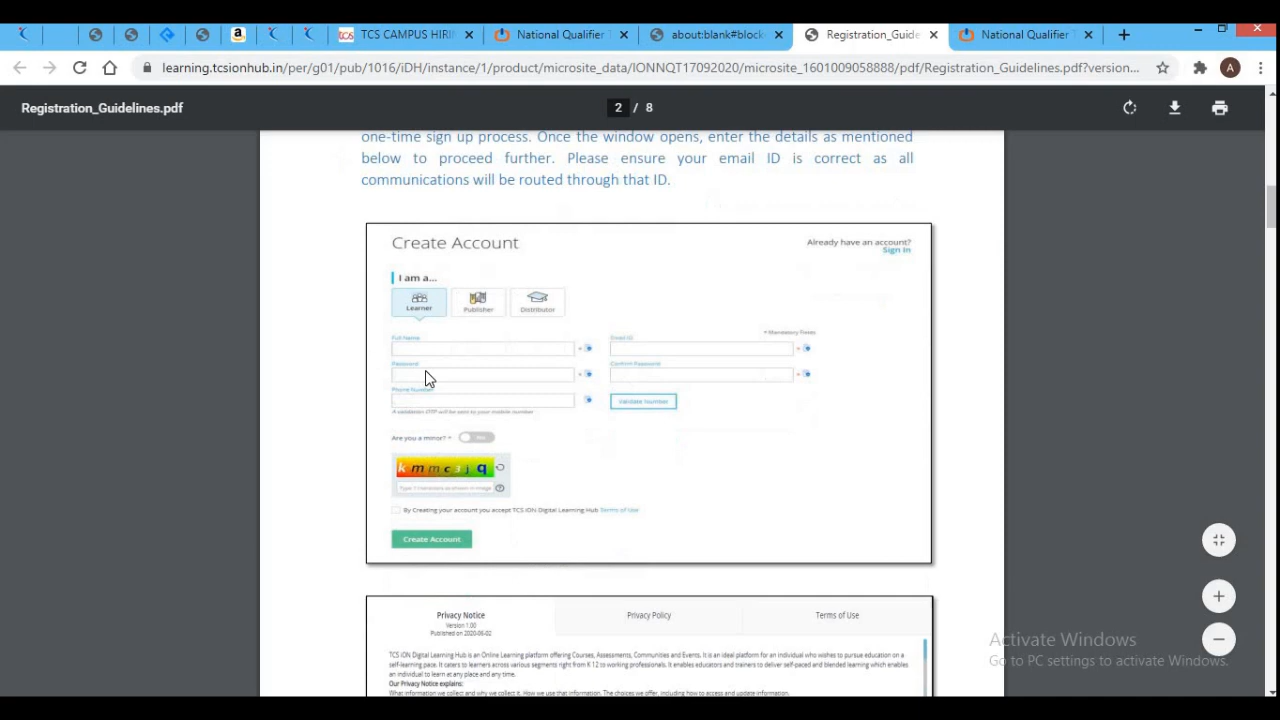 TCS CAMPUS HIRI
National Qualifier T
about:blank#block
Registration_Guide
National Qualifier T
learning.tcsionhub.in/per/g01/pub/1016/iDH/instance/1/product/microsite_data/IONNQT17092020/microsite_1601009058888/pdf/Registration_Guidelines.pdf?version...
A
Registration_Guidelines.pdf
2 / 8
one-time sign up process. Once the window opens, enter the details as mentioned
below to proceed further. Please ensure your email ID is correct as all
communications will be routed through that ID.
Create Account
Already have an account?
Sign In
I am a...
Learner
Publisher
Distributor
* Mandatory Fields
Full Name
Email ID
Password
Confirm Password
Phone Number
Validate Number
A validation OTP will be sent to your mobile number
Are you a minor? *
k m m c 3 j q
Type 7 characters as shown in image
By Creating your account you accept TCS iON Digital Learning Hub Terms of Use
Create Account
Privacy Notice
Privacy Policy
Terms of Use
Version 1.00
Published on 2020-06-02
TCS iON Digital Learning Hub is an Online Learning platform offering Courses, Assessments, Communities and Events. It is an ideal platform for an individual who wishes to pursue education on a
self-learning pace. It caters to learners across various segments right from K 12 to working professionals. It enables educators and trainers to deliver self-paced and blended learning which enables
an individual to learn at any place and any time.
Our Privacy Notice explains:
What information we collect and why we collect it. How we use that information. The choices we offer, including how to access and update information.
Activate Windows
Go to PC settings to activate Windows.